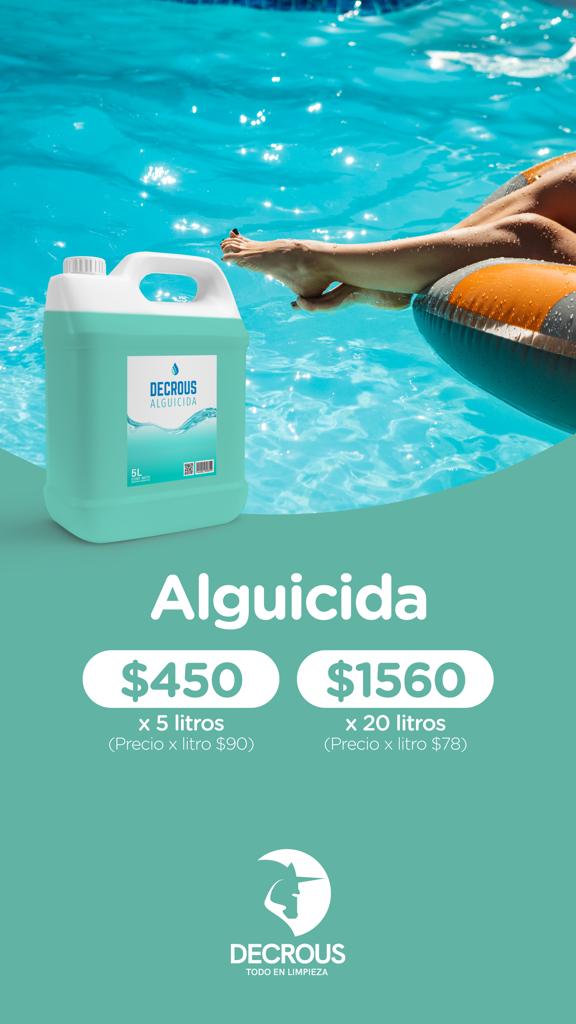 DECROUS
ALGUICIDA
5L
Alguicida
$450 $1560
x 5 litros x 20 litros
(Precio x litro $90) (Precio x litro $78)
DECROUS
TODO EN LIMPIEZA